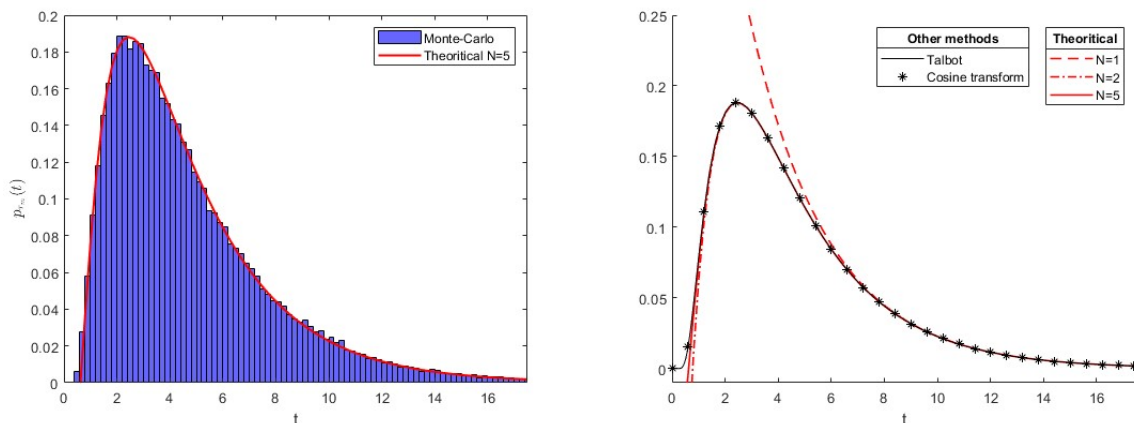 0.2
0.18
0.16
0.14
0.12
0.1
0.08
0.06
0.04
0.02
0
p_{τ_∞}(t)
Monte-Carlo
Theoritical N=5
0 2 4 6 8 10 12 14 16
t
0.25
0.2
0.15
0.1
0.05
0
Other methods
Talbot
Cosine transform
Theoritical
N=1
N=2
N=5
0 2 4 6 8 10 12 14 16
t